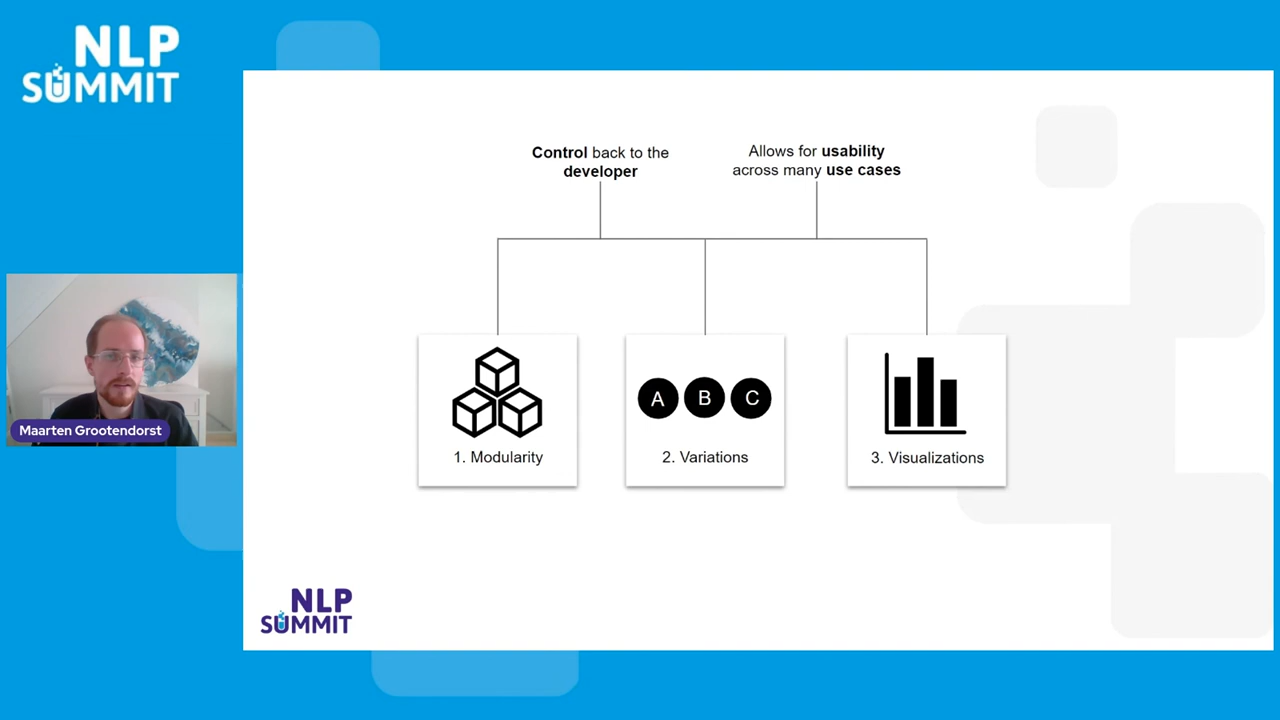 NLP
SUMMIT
Control back to the
developer
Allows for usability
across many use cases
A B C
1. Modularity
2. Variations
3. Visualizations
Maarten Grootendorst
NLP
SUMMIT